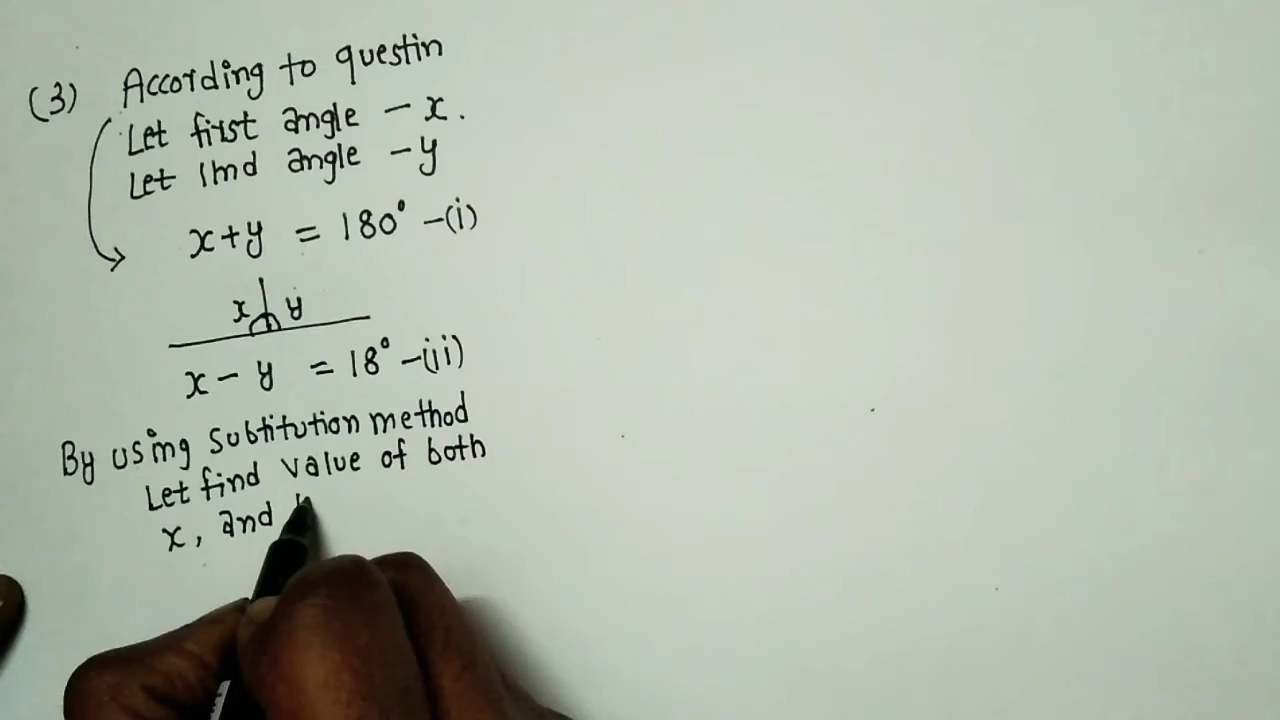 (3) According to questin
Let first angle - x.
Let IInd angle - y
x+y = 180° -(i)
x y
x - y = 18° -(ii)
By using subtitution method
Let find value of both
x, and